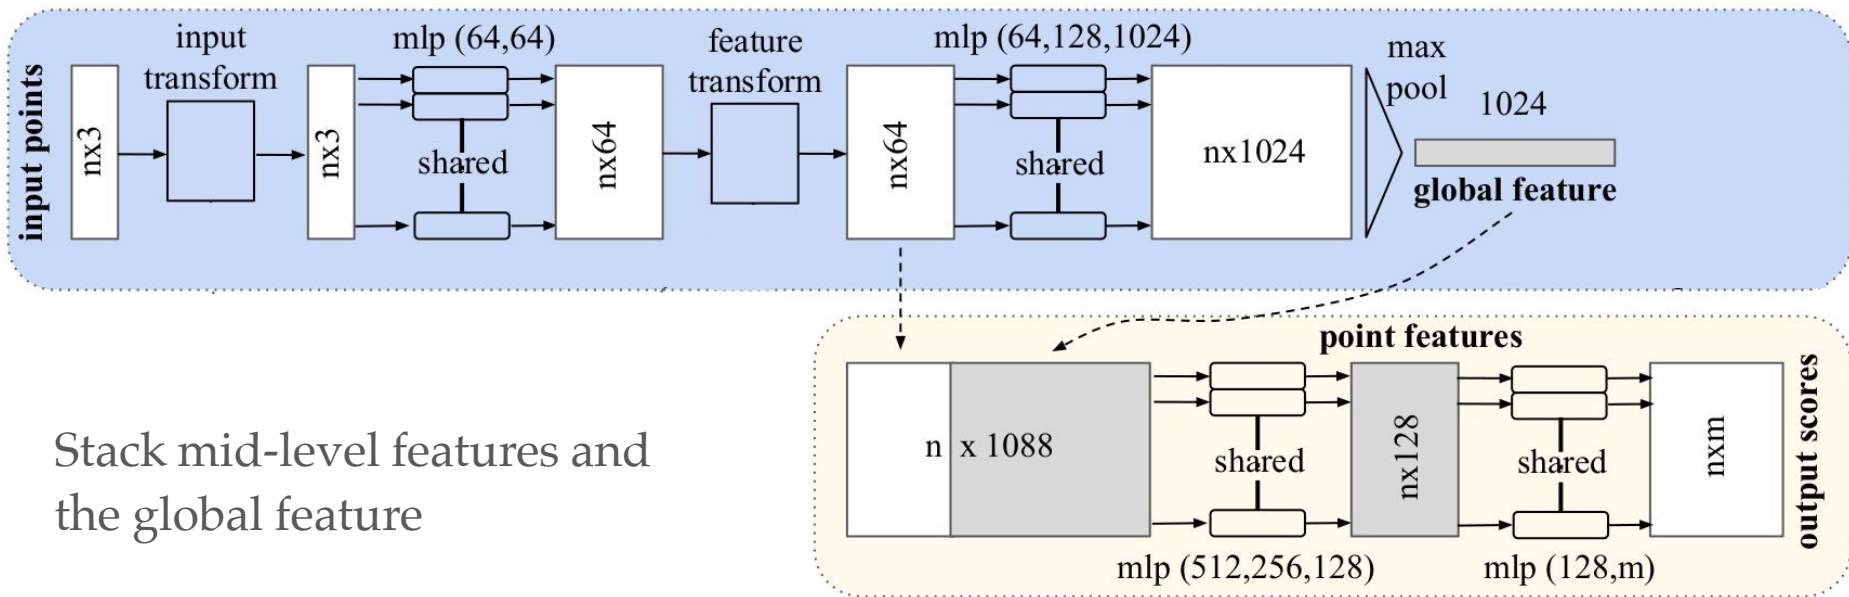 input points
nx3
input
transform
nx3
mlp (64,64)
shared
nx64
feature
transform
nx64
mlp (64,128,1024)
shared
nx1024
max
pool
1024
global feature
point features
n x 1088
shared
mlp (512,256,128)
nx128
shared
mlp (128,m)
nxm
output scores
Stack mid-level features and
the global feature